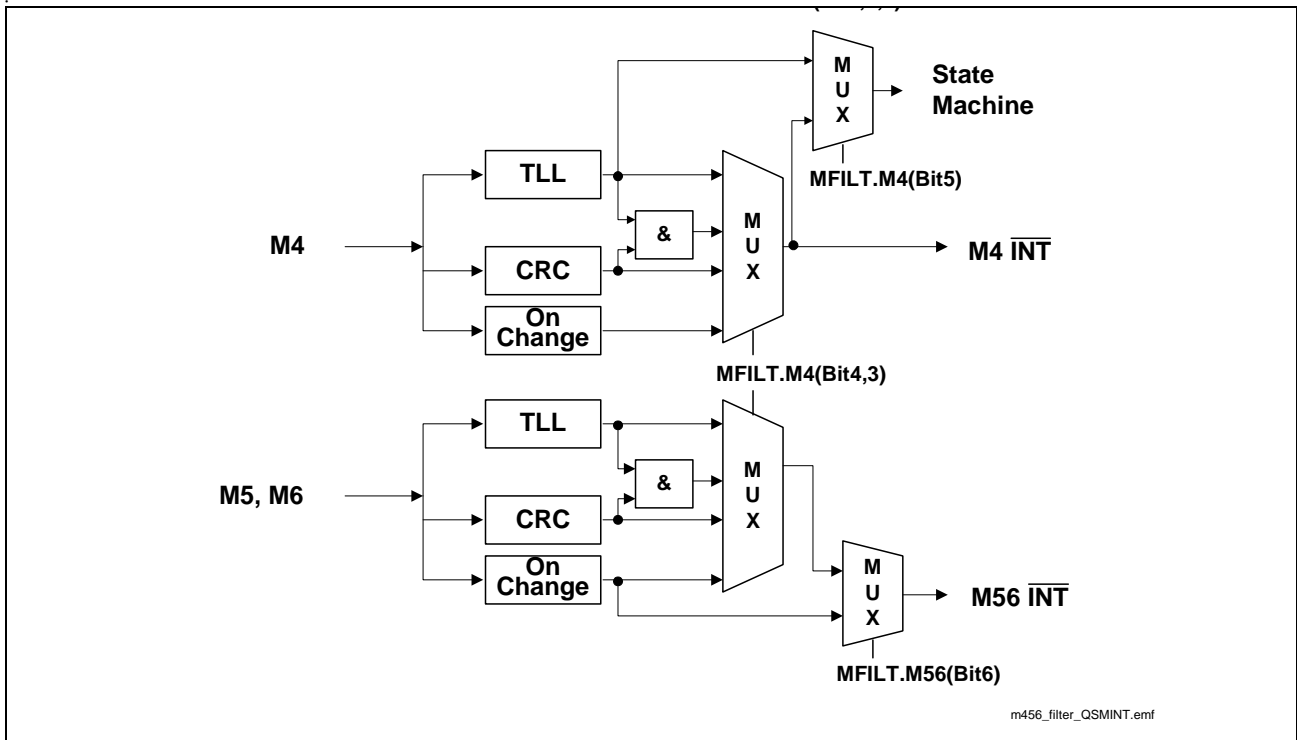 M
U
X
State
Machine
MFILT.M4(Bit5)
M4
TLL
&
CRC
On
Change
M
U
X
M4 INT
MFILT.M4(Bit4,3)
M5, M6
TLL
&
CRC
On
Change
M
U
X
M
U
X
M56 INT
MFILT.M56(Bit6)
m456_filter_QSMINT.emf